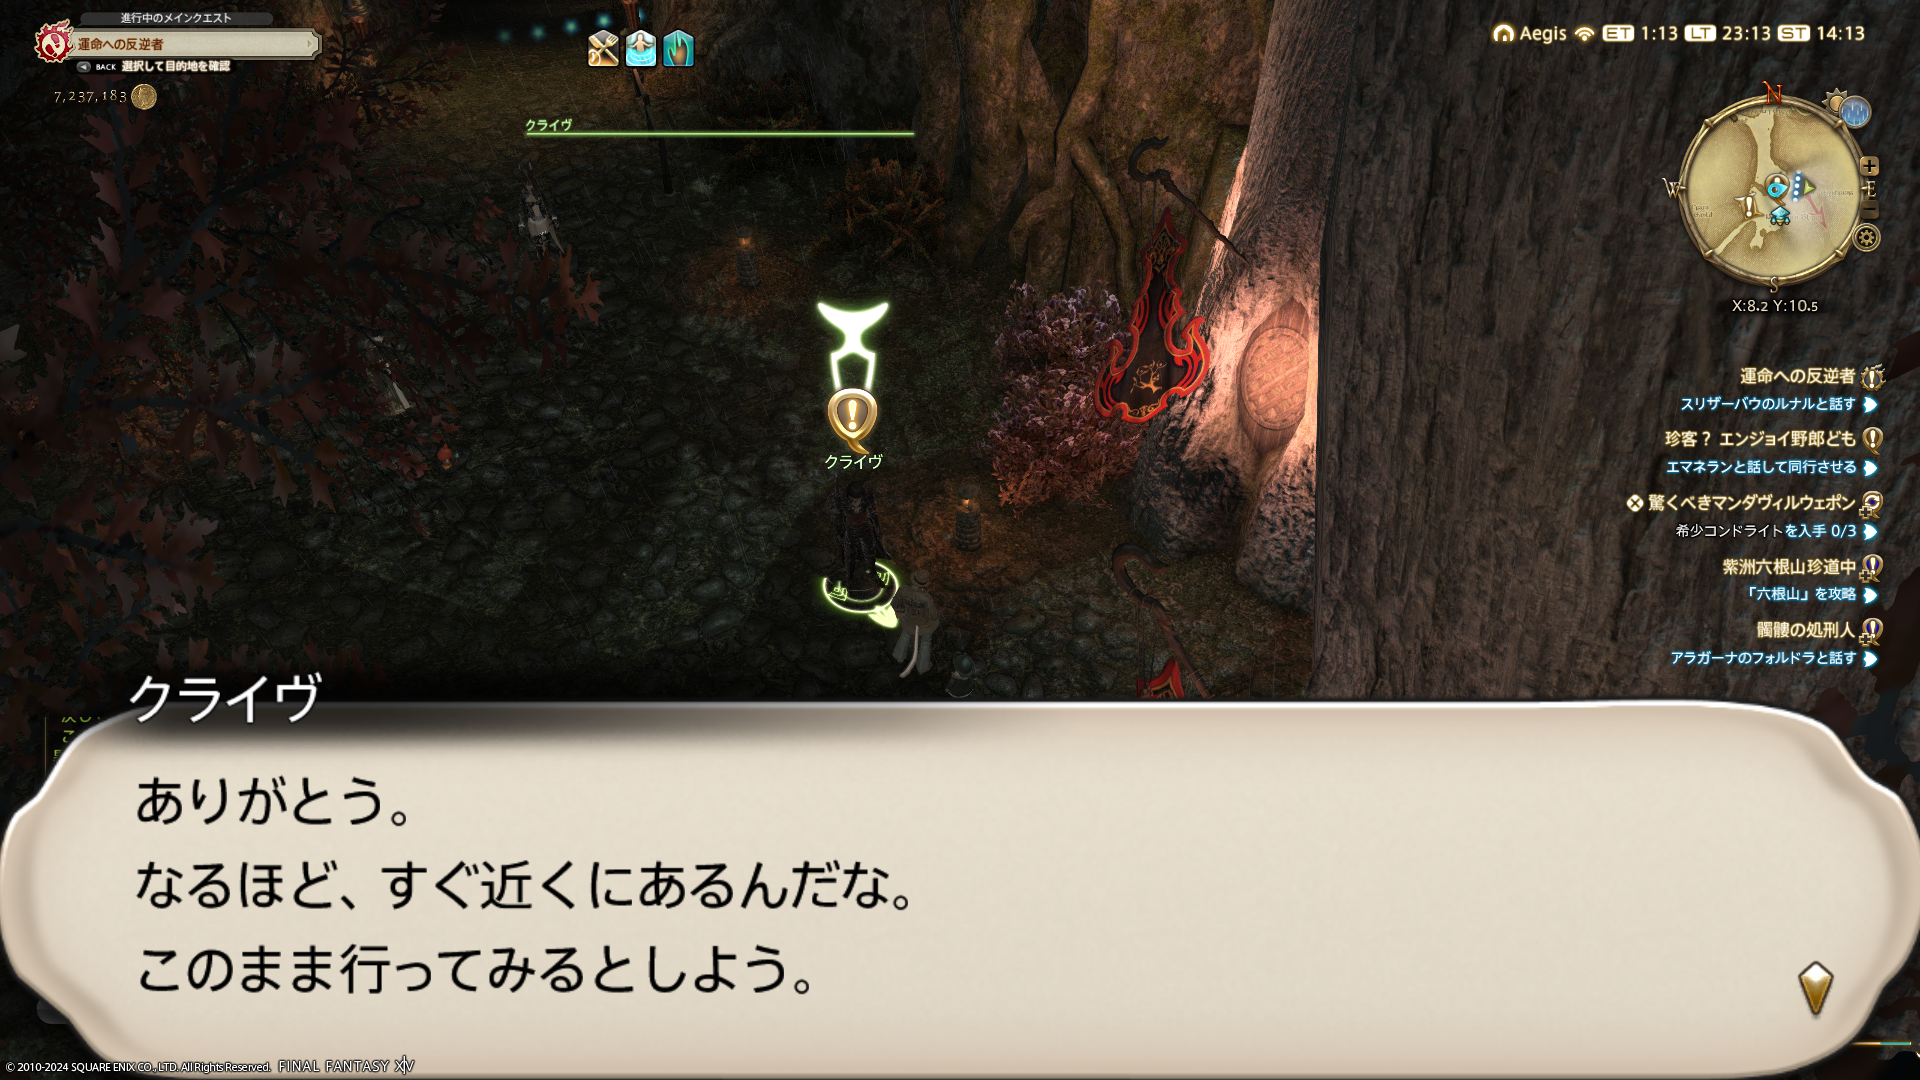 進行中のメインクエスト
運命への反逆者
BACK 選択して目的地を確認
7,237,183
Aegis ET 1:13 LT 23:13 ST 14:13
クライヴ
N
W
E
S
X:8.2 Y:10.5
運命への反逆者
スリザーバウのルナルと話す
珍客? エンジョイ野郎ども
エマネランと話して同行させる
驚くべきマンダヴィルウェポン
希少コンドライトを入手 0/3
紫洲六根山珍道中
「六根山」を攻略
髑髏の処刑人
アラガーナのフォルドラと話す
クライヴ
クライヴ
ありがとう。
なるほど、すぐ近くにあるんだな。
このまま行ってみるとしよう。
© 2010-2024 SQUARE ENIX CO., LTD. All Rights Reserved. FINAL FANTASY XIV